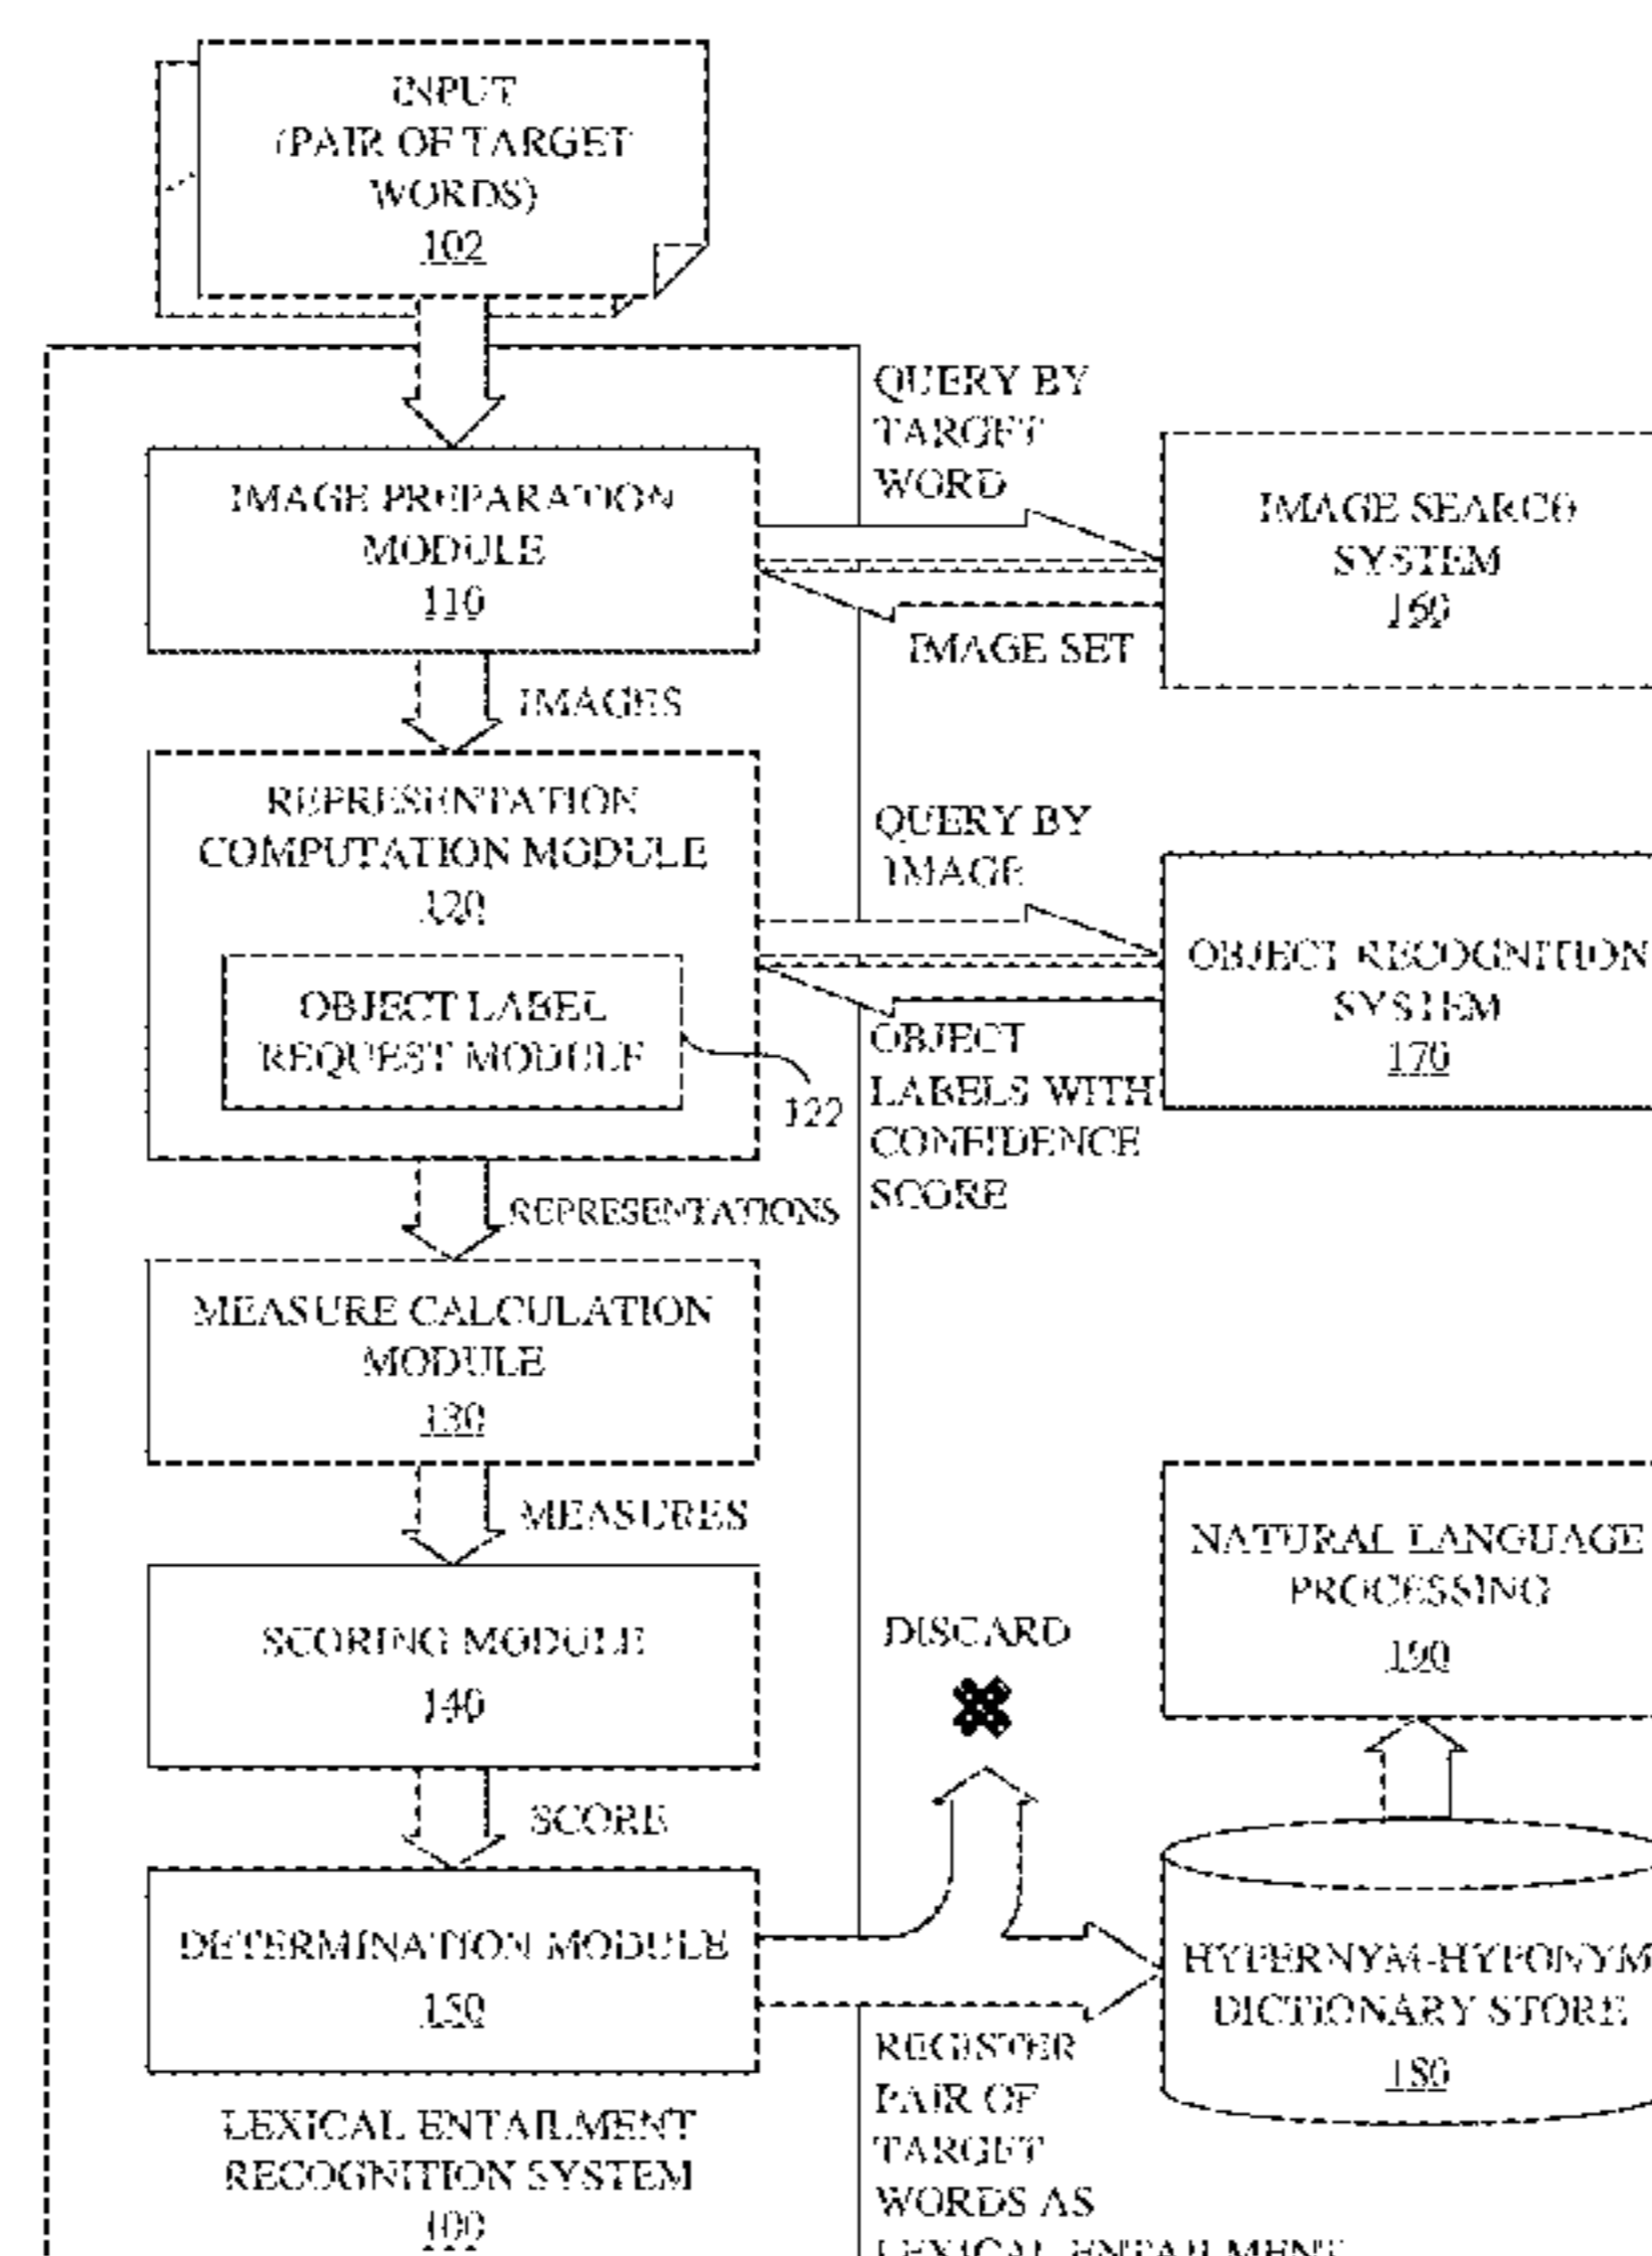 INPUT
(PAIR OF TARGET
WORDS)
102
QUERY BY
TARGET
WORD
IMAGE PREPARATION
MODULE
110
IMAGE SEARCH
SYSTEM
160
IMAGE SET
IMAGES
REPRESENTATION
COMPUTATION MODULE
120
QUERY BY
IMAGE
OBJECT RECOGNITION
SYSTEM
170
OBJECT LABEL
REQUEST MODULE
122
OBJECT
LABELS WITH
CONFIDENCE
SCORE
REPRESENTATIONS
MEASURE CALCULATION
MODULE
130
MEASURES
NATURAL LANGUAGE
PROCESSING
190
SCORING MODULE
140
DISCARD
SCORE
DETERMINATION MODULE
150
HYPERNYM-HYPONYM
DICTIONARY STORE
180
REGISTER
PAIR OF
TARGET
WORDS AS
LEXICAL ENTAILMENT
LEXICAL ENTAILMENT
RECOGNITION SYSTEM
100